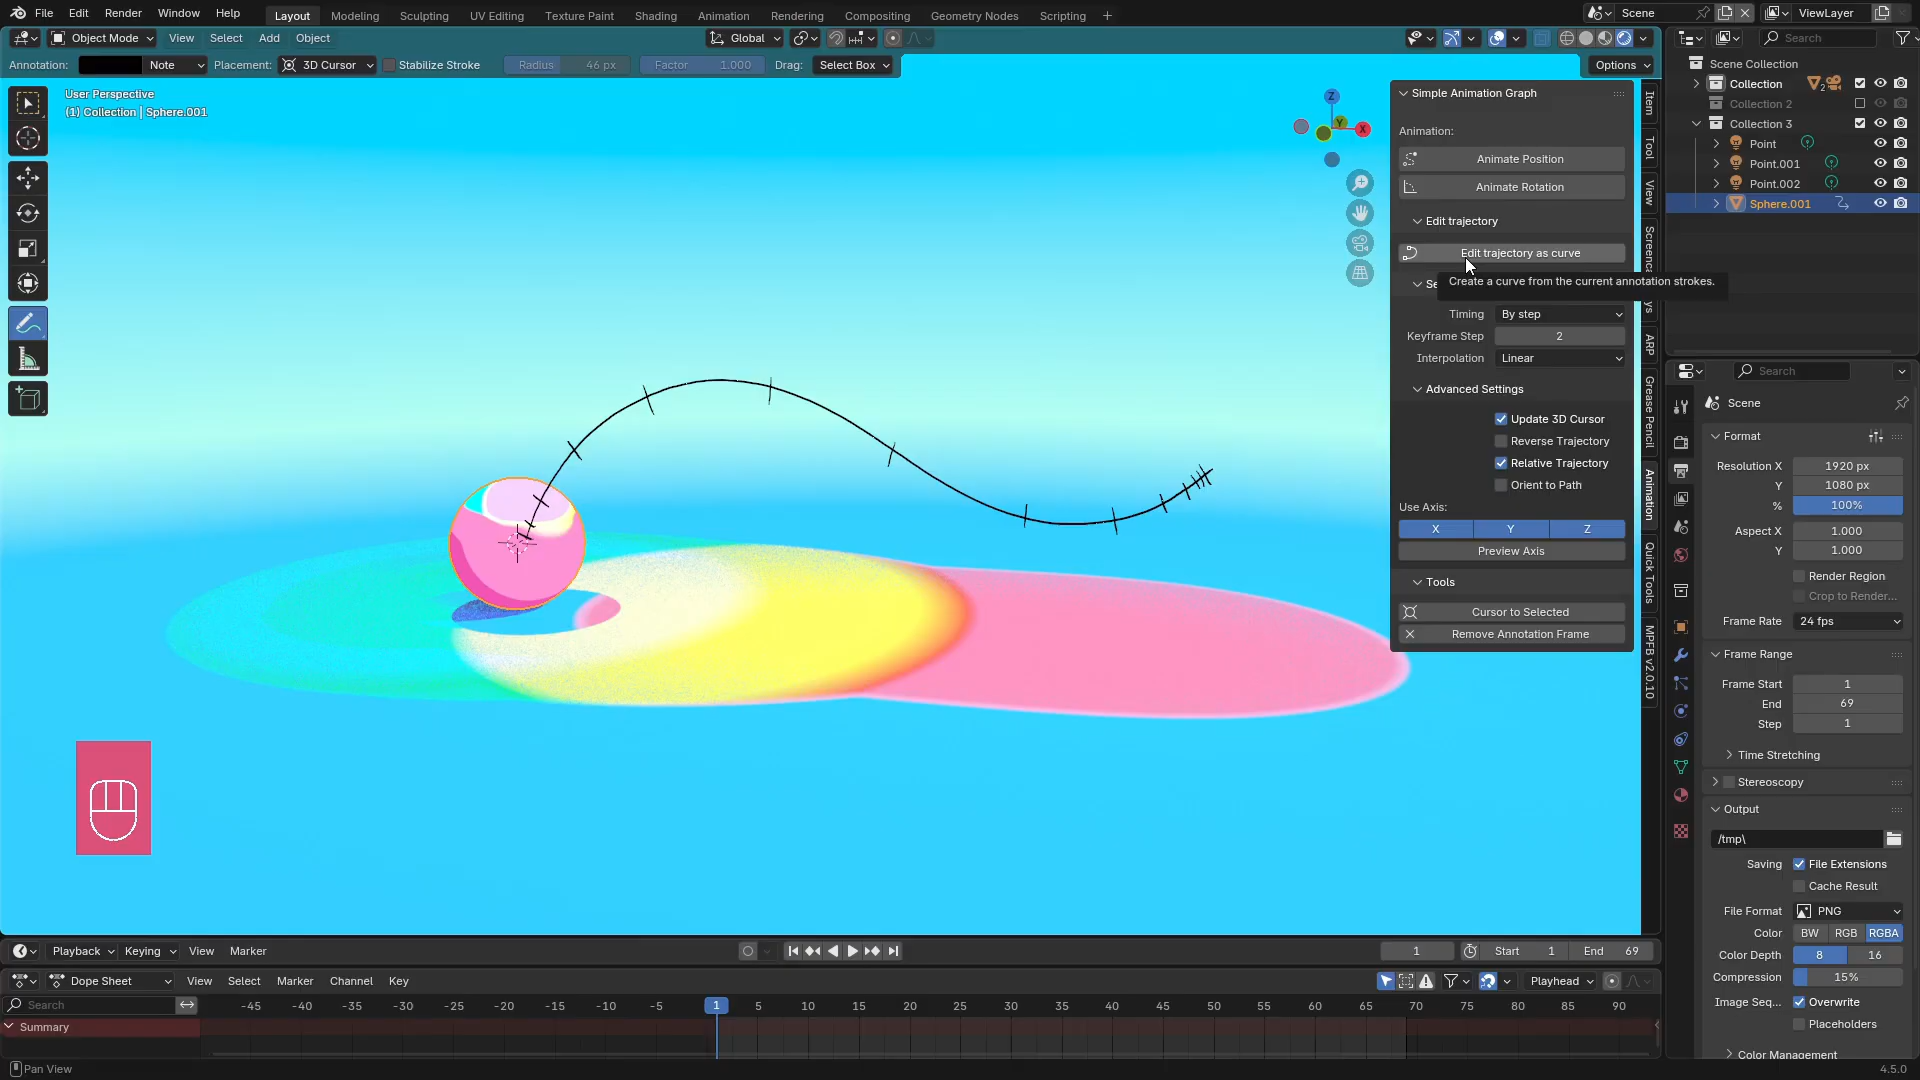 File Edit Render Window Help Layout Modeling Sculpting UV Editing Texture Paint Shading Animation Rendering Compositing Geometry Nodes Scripting + Scene ViewLayer
Object Mode View Select Add Object Global Search
Annotation: Note Placement: 3D Cursor Stabilize Stroke Radius 46 px Factor 1.000 Drag: Select Box Options
User Perspective
(1) Collection | Sphere.001
Z
Y
X
Simple Animation Graph
Animation:
Animate Position
Animate Rotation
Edit trajectory
Edit trajectory as curve
Create a curve from the current annotation strokes.
Se
Timing By step
Keyframe Step 2
Interpolation Linear
Advanced Settings
Update 3D Cursor
Reverse Trajectory
Relative Trajectory
Orient to Path
Use Axis:
X Y Z
Preview Axis
Tools
Cursor to Selected
Remove Annotation Frame
Item
Tool
View
Screenca
ys
ARP
Grease Pencil
Animation
Quick Tools
MPFB v2.0.10
Scene Collection
Collection 2
Collection 2
Collection 3
Point
Point.001
Point.002
Sphere.001
Search
Scene
Format
Resolution X 1920 px
Y 1080 px
% 100%
Aspect X 1.000
Y 1.000
Render Region
Crop to Render...
Frame Rate 24 fps
Frame Range
Frame Start 1
End 69
Step 1
Time Stretching
Stereoscopy
Output
/tmp\
Saving File Extensions
Cache Result
File Format PNG
Color BW RGB RGBA
Color Depth 8 16
Compression 15%
Image Seq... Overwrite
Placeholders
Color Management
Playback Keying View Marker 1 Start 1 End 69
Dope Sheet View Select Marker Channel Key Playhead
Search -45 -40 -35 -30 -25 -20 -15 -10 -5 1 5 10 15 20 25 30 35 40 45 50 55 60 65 70 75 80 85 90
Summary
Pan View 4.5.0